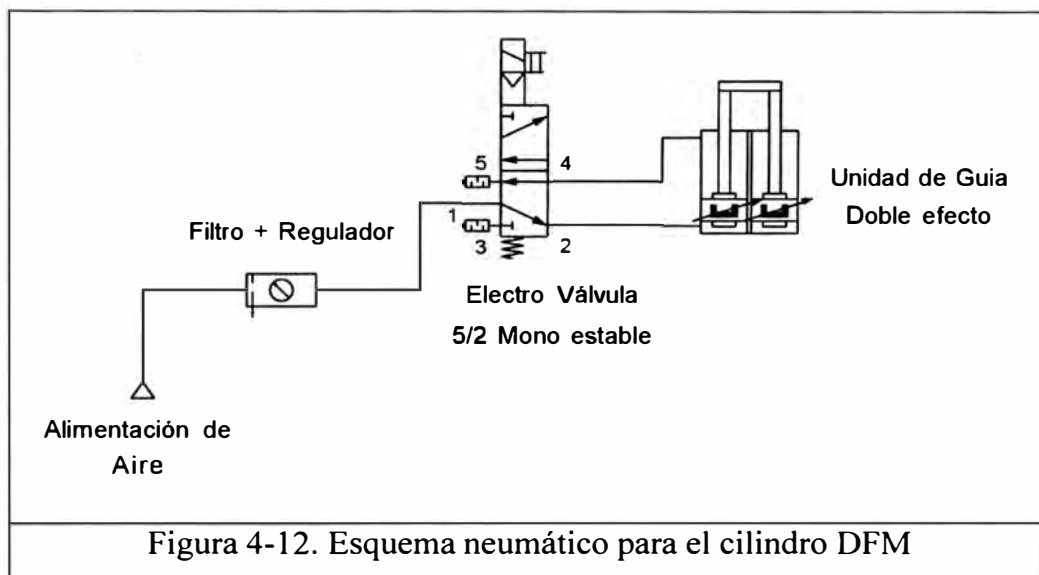 5
4
1
3
2
Unidad de Guia
Doble efecto
Filtro + Regulador
Electro Válvula
5/2 Mono estable
Alimentación de
Aire
Figura 4-12. Esquema neumático para el cilindro DFM